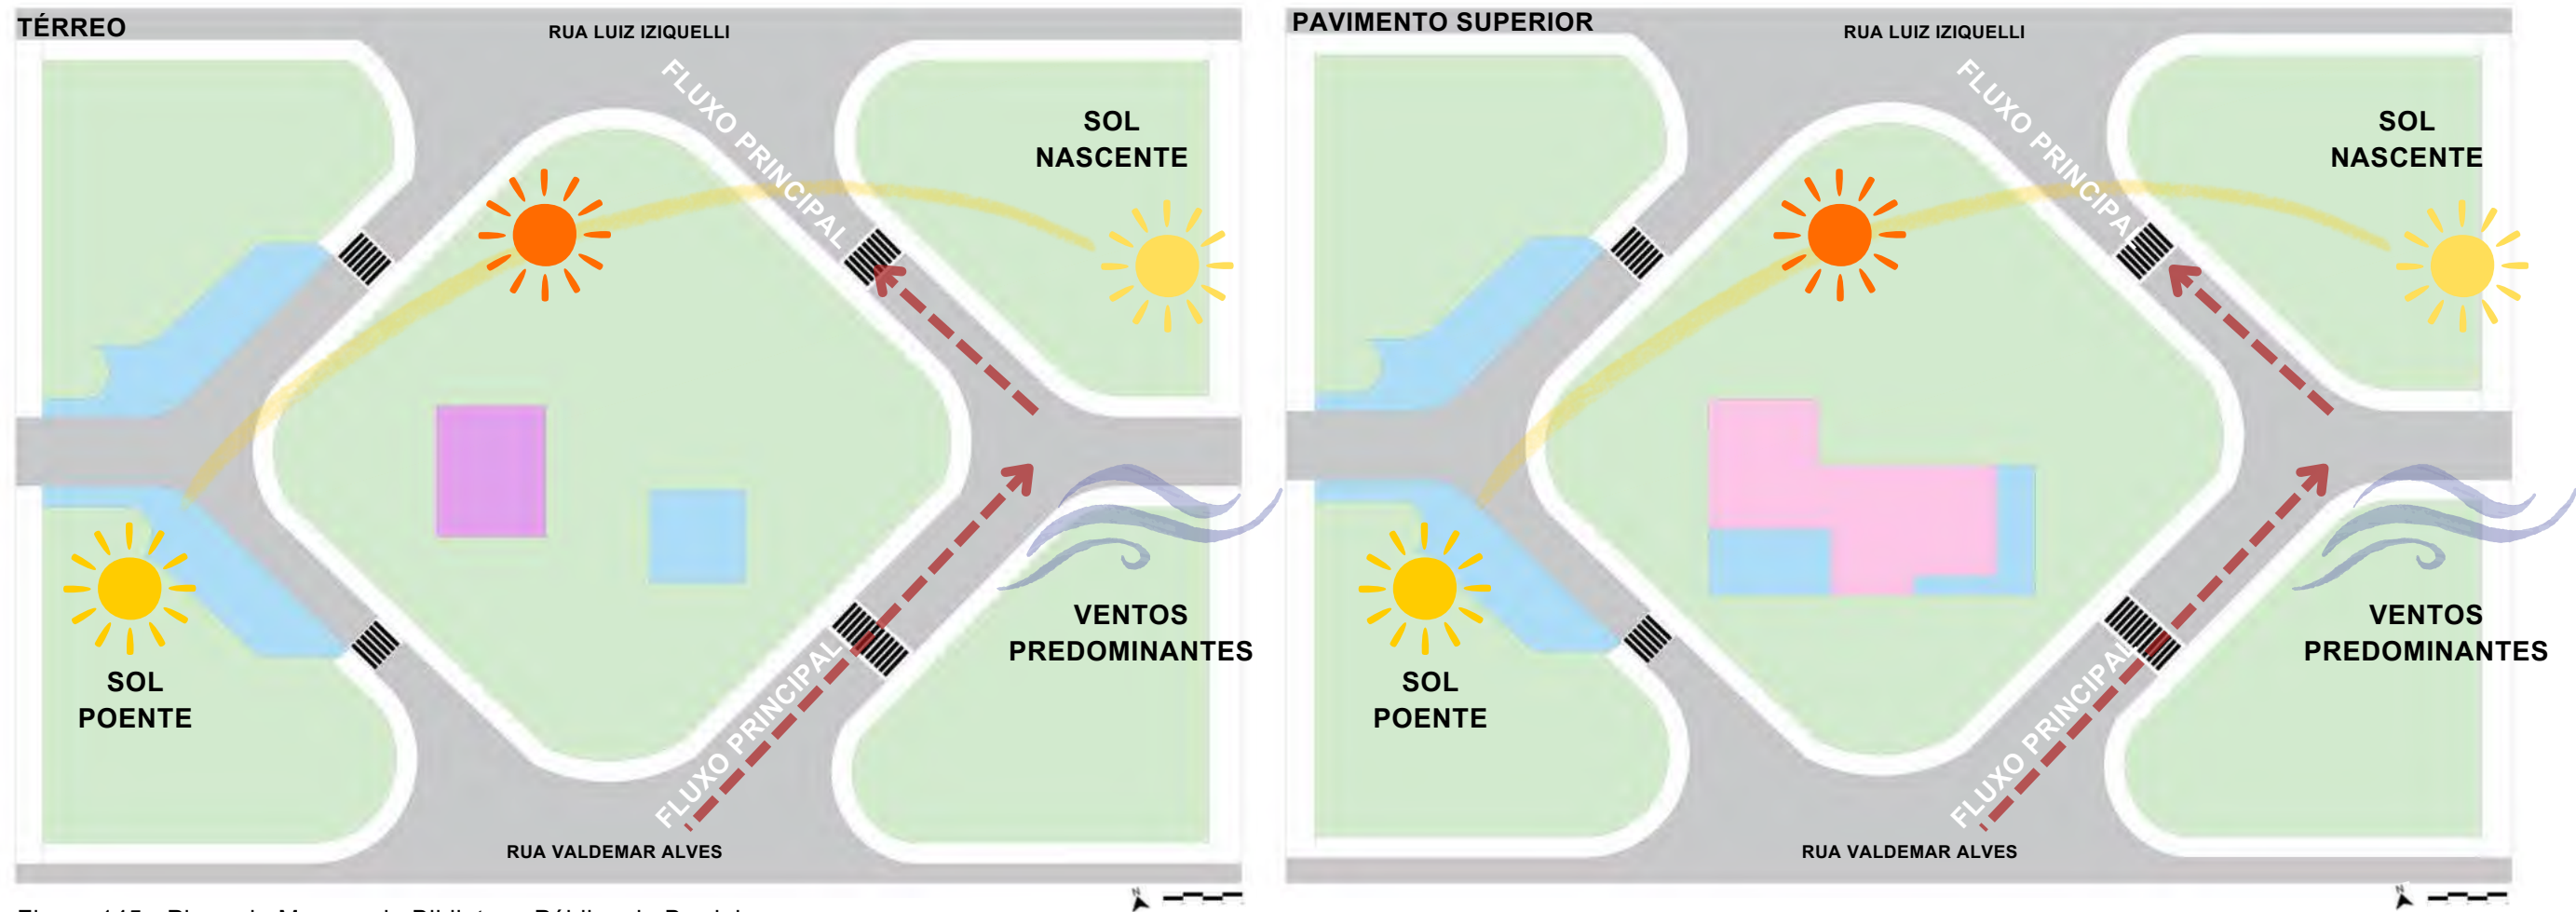 TÉRREO
RUA LUIZ IZIQUELLI
FLUXO PRINCIPAL
SOL
NASCENTE
SOL
POENTE
VENTOS
PREDOMINANTES
FLUXO PRINCIPAL
RUA VALDEMAR ALVES
N
PAVIMENTO SUPERIOR
RUA LUIZ IZIQUELLI
FLUXO PRINCIPAL
SOL
NASCENTE
SOL
POENTE
VENTOS
PREDOMINANTES
FLUXO PRINCIPAL
RUA VALDEMAR ALVES
N